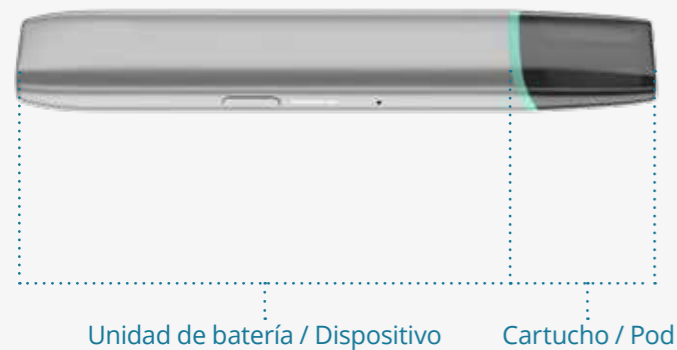 Unidad de batería / Dispositivo
Cartucho / Pod